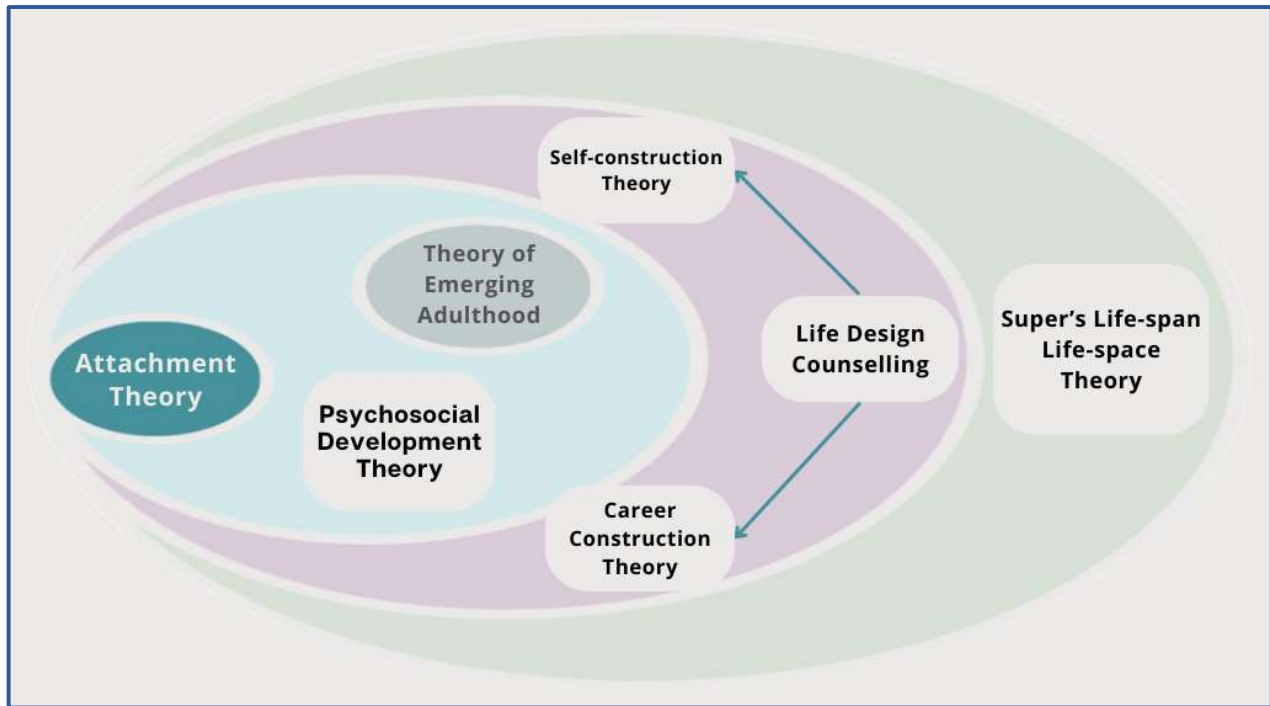 Self-construction
Theory
Theory of
Emerging
Adulthood
Attachment
Theory
Psychosocial
Development
Theory
Life Design
Counselling
Super's Life-span
Life-space
Theory
Career
Construction
Theory